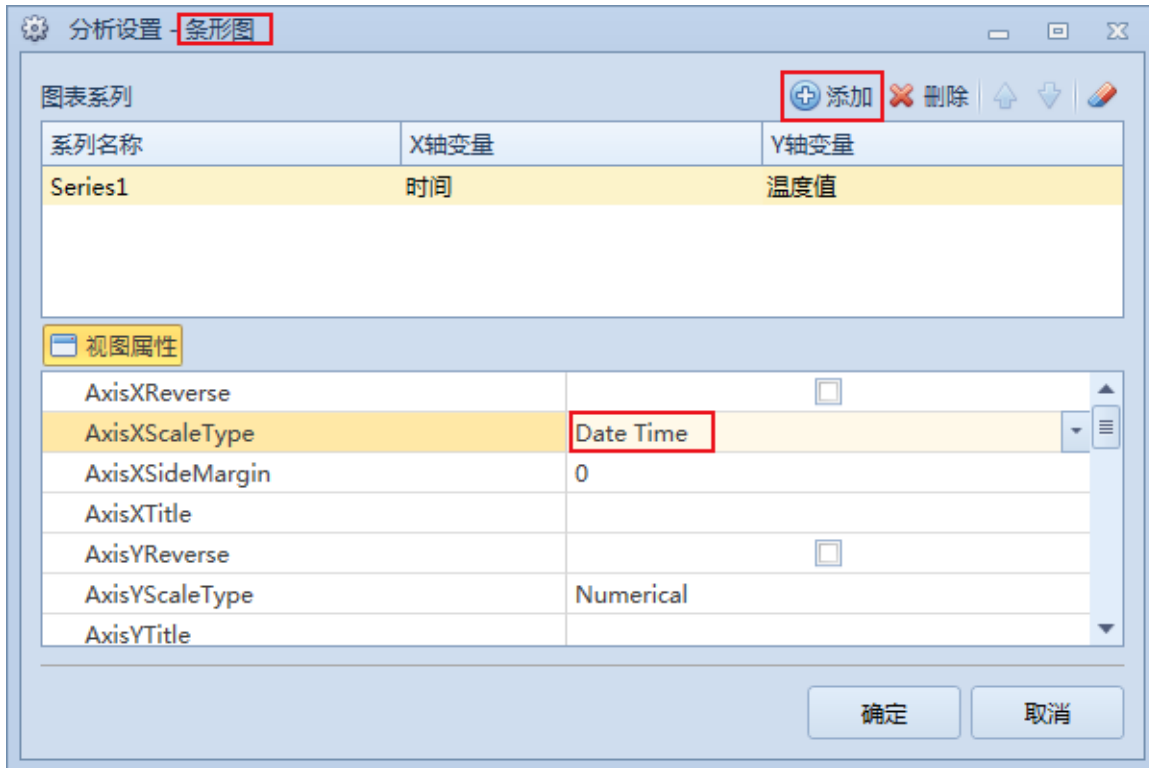 分析设置 - 条形图
图表系列 添加 删除
系列名称 X轴变量 Y轴变量
Series1 时间 温度值
视图属性
AxisXReverse
AxisXScaleType Date Time
AxisXSideMargin 0
AxisXTitle
AxisYReverse
AxisYScaleType Numerical
AxisYTitle
确定 取消